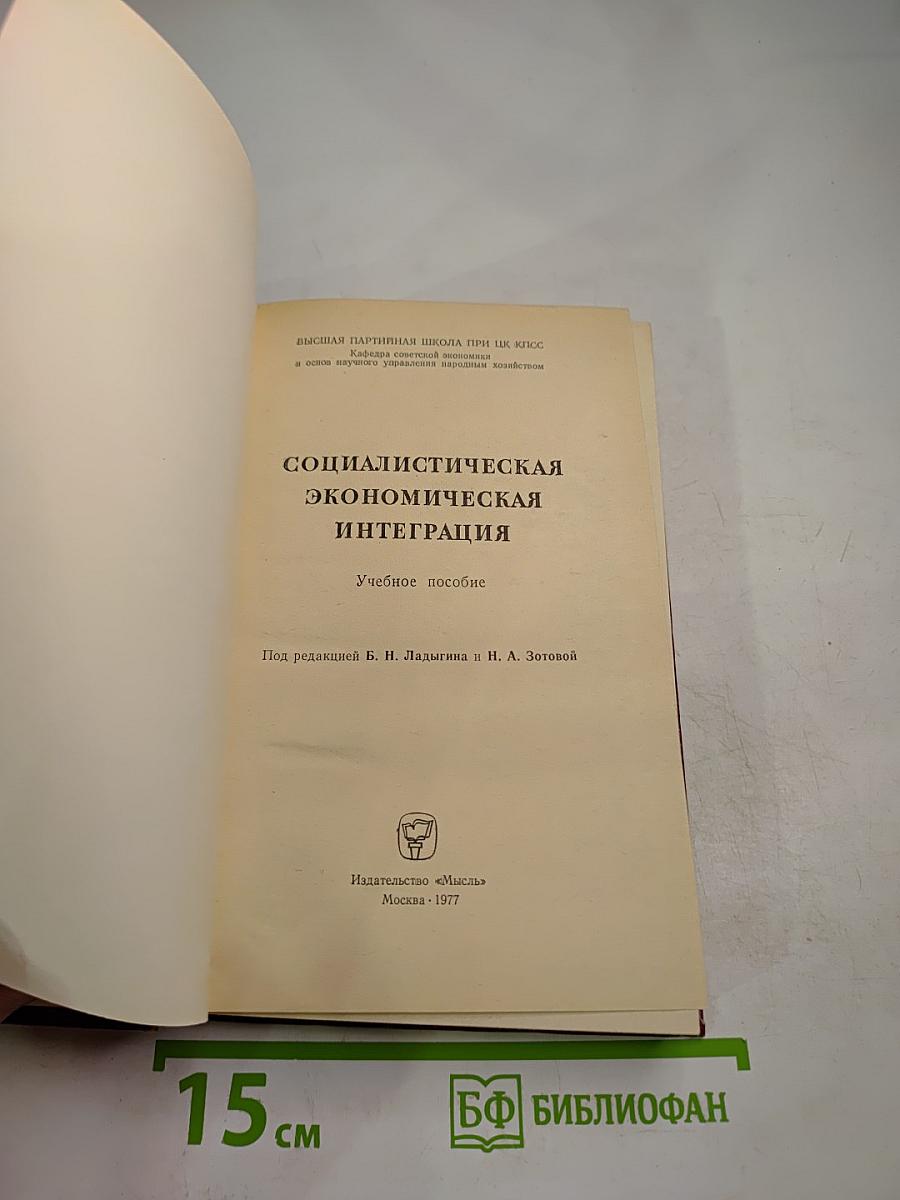 ВЫСШАЯ ПАРТИЙНАЯ ШКОЛА ПРИ ЦК КПСС
Кафедра советской экономики
и основ научного управления народным хозяйством
СОЦИАЛИСТИЧЕСКАЯ
ЭКОНОМИЧЕСКАЯ
ИНТЕГРАЦИЯ
Учебное пособие
Под редакцией Б. Н. Ладыгина и Н. А. Зотовой
Издательство «Мысль»
Москва · 1977
15 см
БФ БИБЛИОФАН